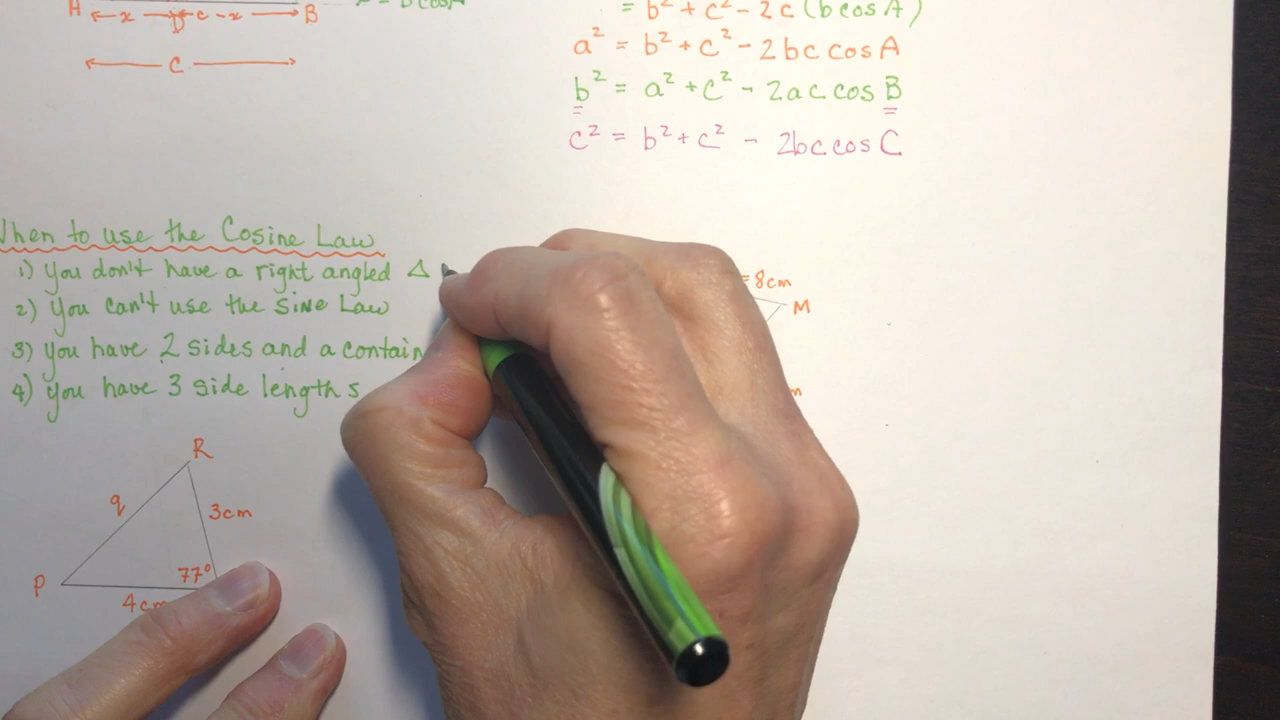 = b² + c² - 2c (b cos A)
A x D c - x B
a² = b² + c² - 2bc cos A
c
b² = a² + c² - 2ac cos B
c² = b² + c² - 2bc cos C
When to use the Cosine Law
1) you don't have a right angled △
2) you can't use the sine Law
3) you have 2 sides and a contain
4) you have 3 side lengths
= 8cm
M
R
q
3cm
77°
P
4cm